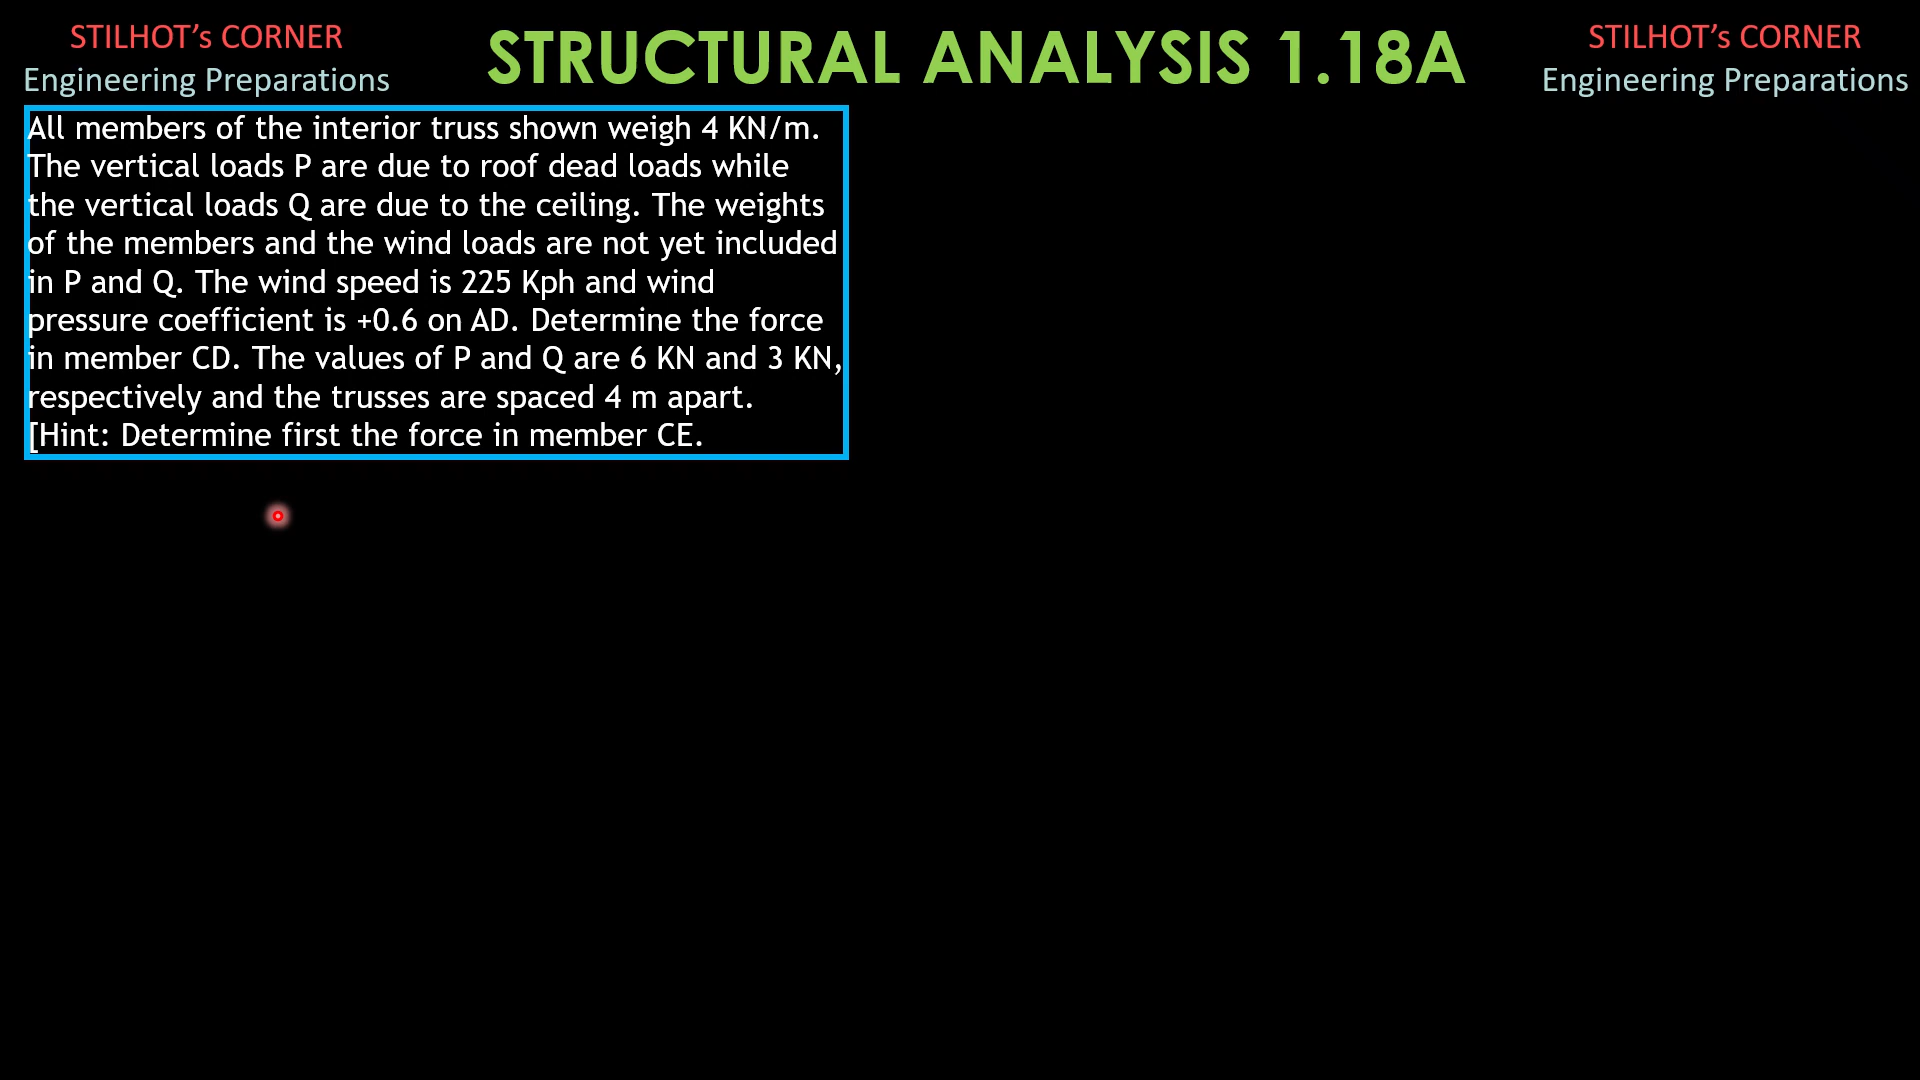 STILHOT's CORNER
Engineering Preparations
STRUCTURAL ANALYSIS 1.18A
STILHOT's CORNER
Engineering Preparations
All members of the interior truss shown weigh 4 KN/m.
The vertical loads P are due to roof dead loads while
the vertical loads Q are due to the ceiling. The weights
of the members and the wind loads are not yet included
in P and Q. The wind speed is 225 Kph and wind
pressure coefficient is +0.6 on AD. Determine the force
in member CD. The values of P and Q are 6 KN and 3 KN,
respectively and the trusses are spaced 4 m apart.
[Hint: Determine first the force in member CE.